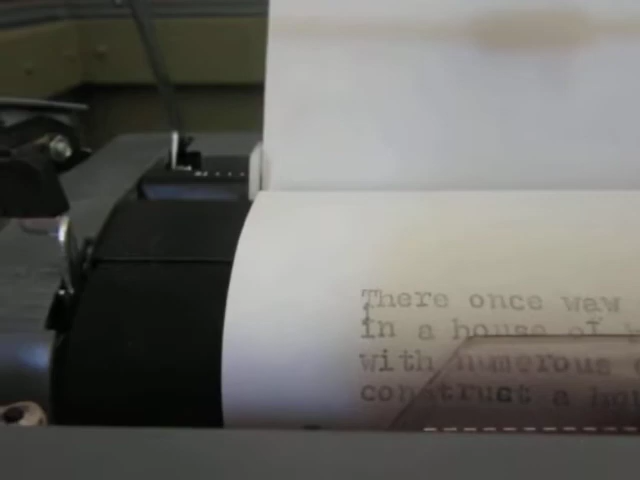 There once waw
in a house of
with numerous
construct a